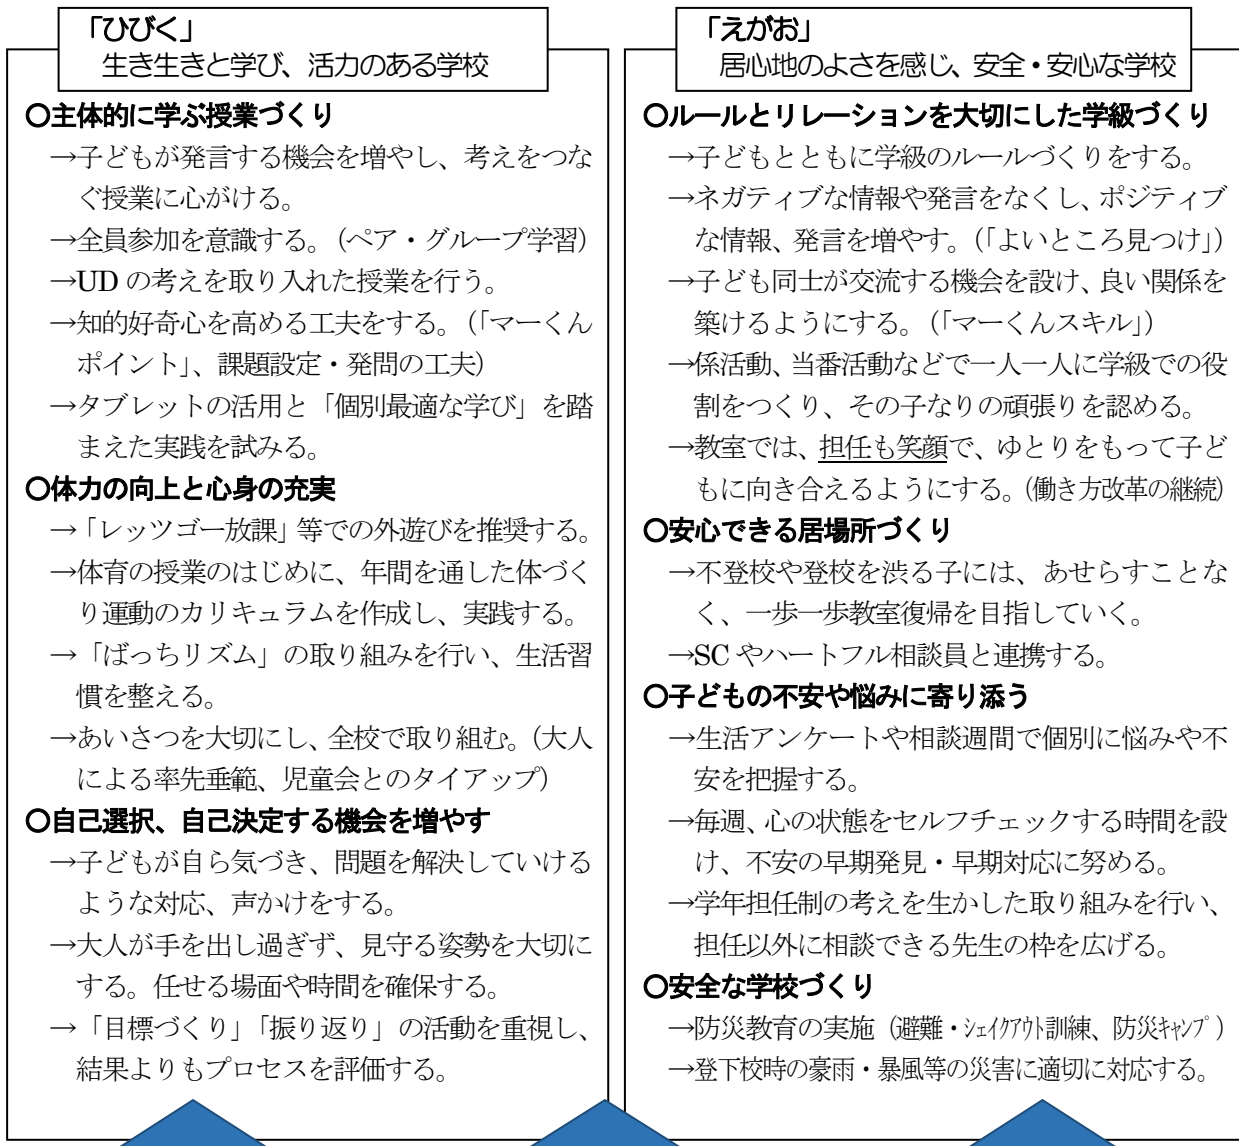 「ひびく」
生き生きと学び、活力のある学校
〇主体的に学ぶ授業づくり
→子どもが発言する機会を増やし、考えをつな
ぐ授業に心がける。
→全員参加を意識する。（ペア・グループ学習）
→UD の考えを取り入れた授業を行う。
→知的好奇心を高める工夫をする。（「マーくん
ポイント」、課題設定・発問の工夫）
→タブレットの活用と「個別最適な学び」を踏
まえた実践を試みる。
〇体力の向上と心身の充実
→「レッツゴー放課」等での外遊びを推奨する。
→体育の授業のはじめに、年間を通した体づく
り運動のカリキュラムを作成し、実践する。
→「ばっちリズム」の取り組みを行い、生活習
慣を整える。
→あいさつを大切にし、全校で取り組む。（大人
による率先垂範、児童会とのタイアップ）
〇自己選択、自己決定する機会を増やす
→子どもが自ら気づき、問題を解決していける
ような対応、声かけをする。
→大人が手を出し過ぎず、見守る姿勢を大切に
する。任せる場面や時間を確保する。
→「目標づくり」「振り返り」の活動を重視し、
結果よりもプロセスを評価する。
「えがお」
居心地のよさを感じ、安全・安心な学校
〇ルールとリレーションを大切にした学級づくり
→子どもとともに学級のルールづくりをする。
→ネガティブな情報や発言をなくし、ポジティブ
な情報、発言を増やす。（「よいところ見つけ」）
→子ども同士が交流する機会を設け、良い関係を
築けるようにする。（「マーくんスキル」）
→係活動、当番活動などで一人一人に学級での役
割をつくり、その子なりの頑張りを認める。
→教室では、担任も笑顔で、ゆとりをもって子ど
もに向き合えるようにする。（働き方改革の継続）
〇安心できる居場所づくり
→不登校や登校を渋る子には、あせらすことな
く、一歩一歩教室復帰を目指していく。
→SC やハートフル相談員と連携する。
〇子どもの不安や悩みに寄り添う
→生活アンケートや相談週間で個別に悩みや不
安を把握する。
→毎週、心の状態をセルフチェックする時間を設
け、不安の早期発見・早期対応に努める。
→学年担任制の考えを生かした取り組みを行い、
担任以外に相談できる先生の枠を広げる。
〇安全な学校づくり
→防災教育の実施（避難・ｼｪｲｸｱｳﾄ訓練、防災ｷｬﾝﾌﾟ）
→登下校時の豪雨・暴風等の災害に適切に対応する。